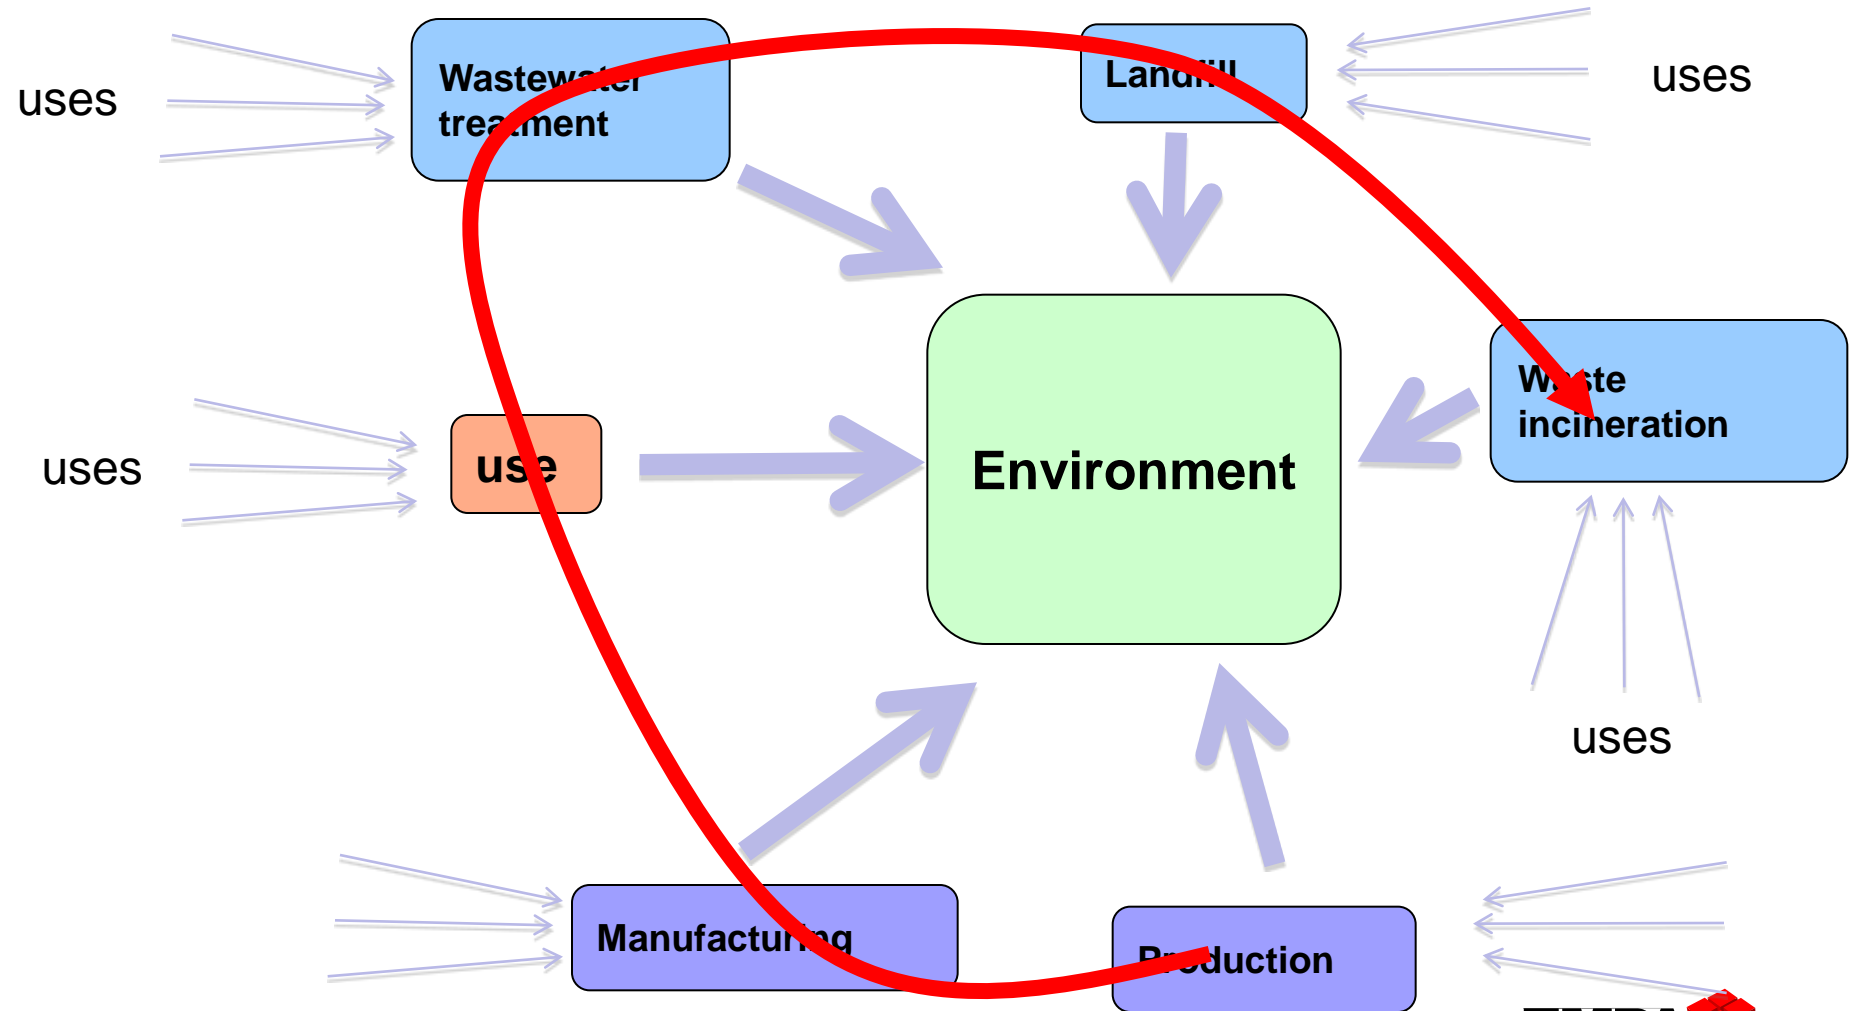 Wastewater
treatment
Landfill
uses
uses
Waste
incineration
use
uses
Environment
uses
Manufacturing
Production